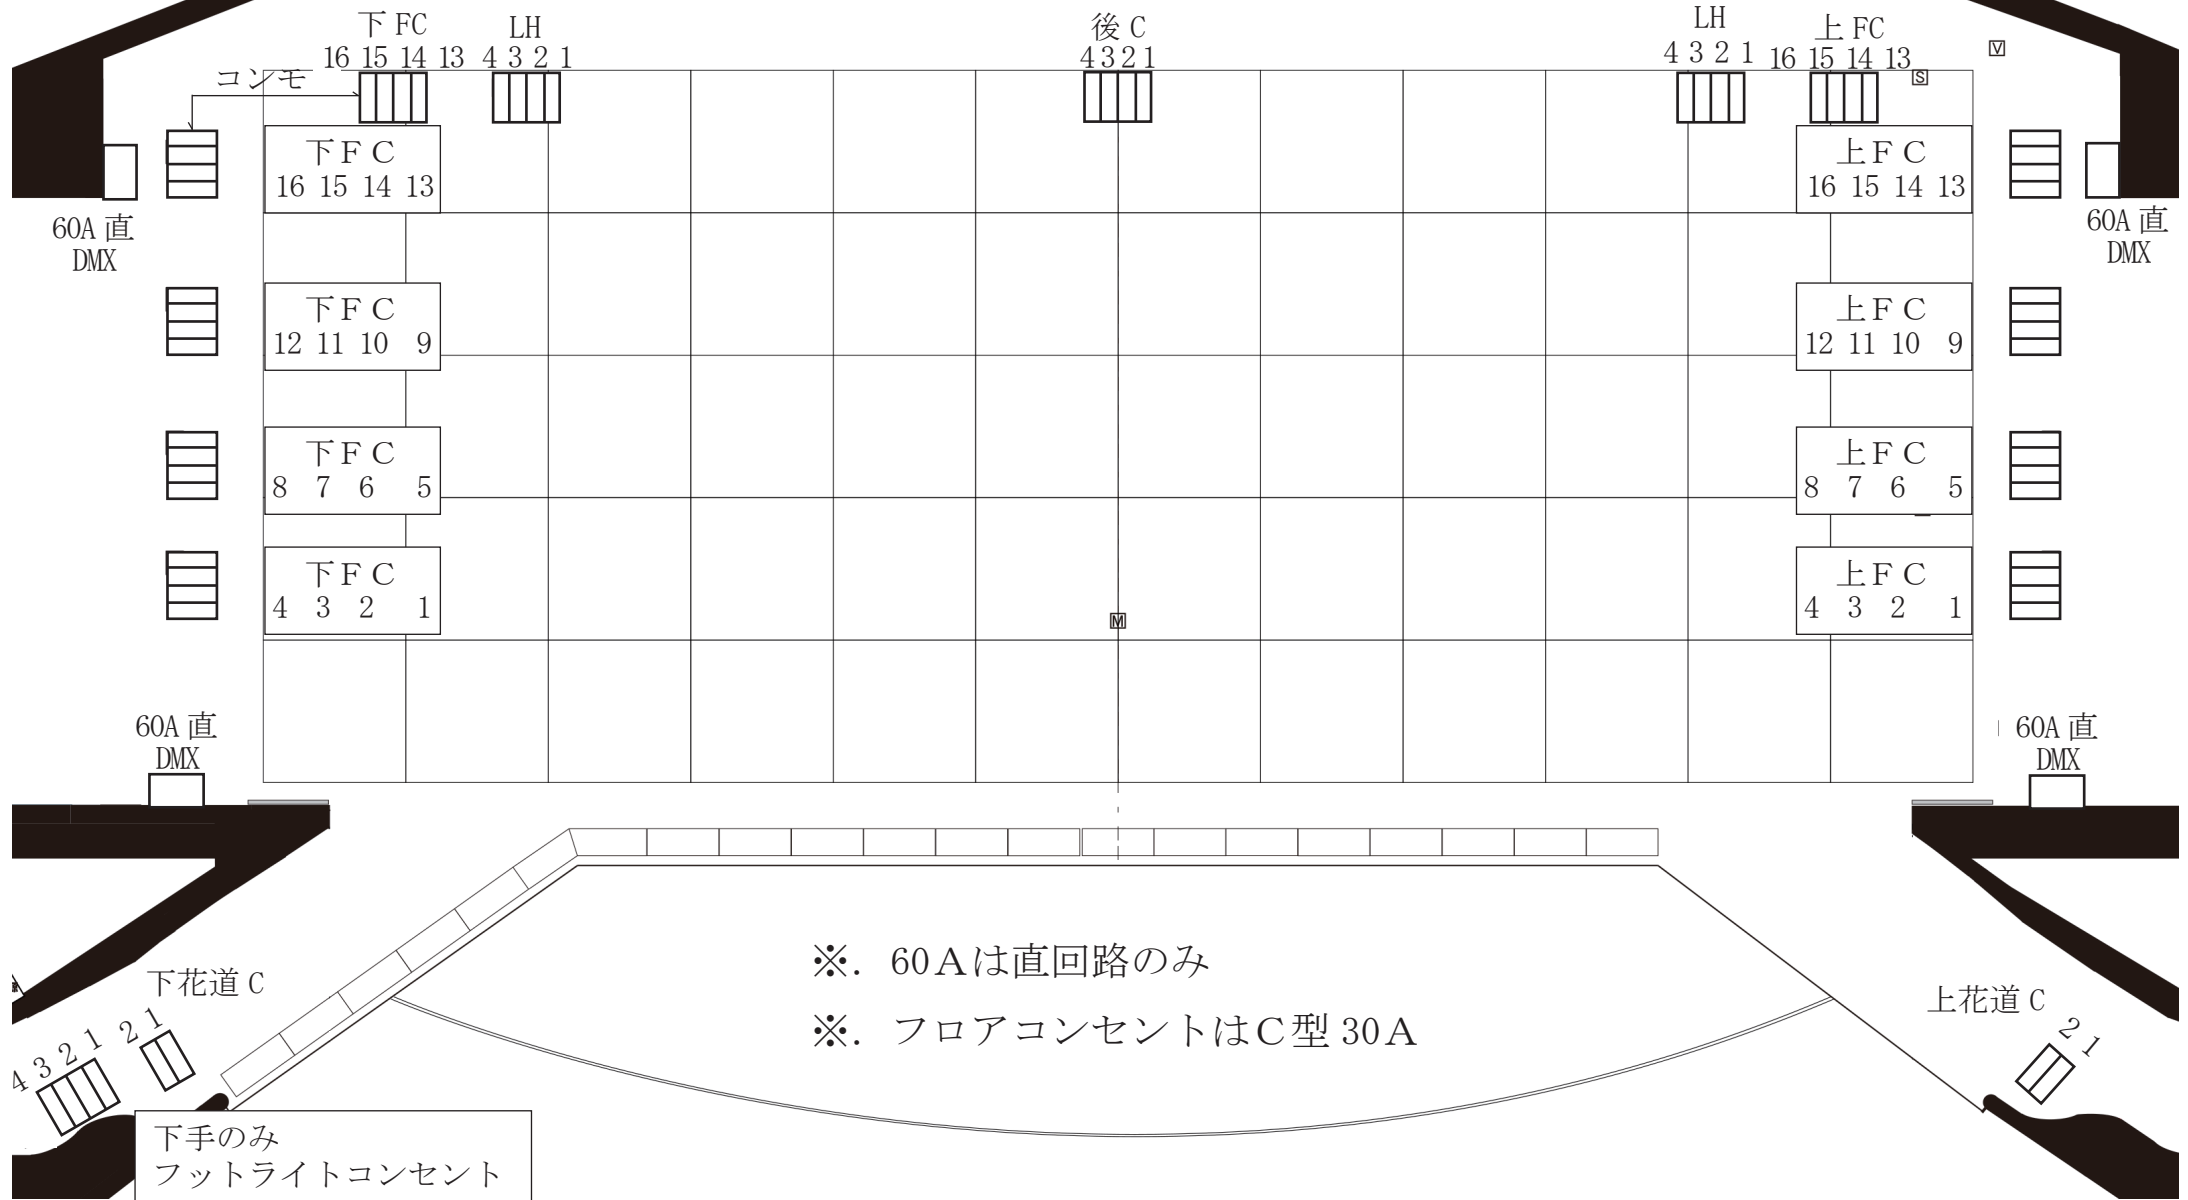 下 FC
LH
後 C
LH
上 FC
16 15 14 13
4 3 2 1
4 3 2 1
4 3 2 1
16 15 14 13
V
S
コンモ
下ＦＣ
16 15 14 13
上ＦＣ
16 15 14 13
60A 直
DMX
60A 直
DMX
下ＦＣ
12 11 10 9
上ＦＣ
12 11 10 9
下ＦＣ
8 7 6 5
上ＦＣ
8 7 6 5
下ＦＣ
4 3 2 1
上ＦＣ
4 3 2 1
M
60A 直
DMX
60A 直
DMX
※. 60Ａは直回路のみ
※. フロアコンセントはＣ型 30Ａ
下花道 C
4 3 2 1
2 1
上花道 C
2 1
下手のみ
フットライトコンセント